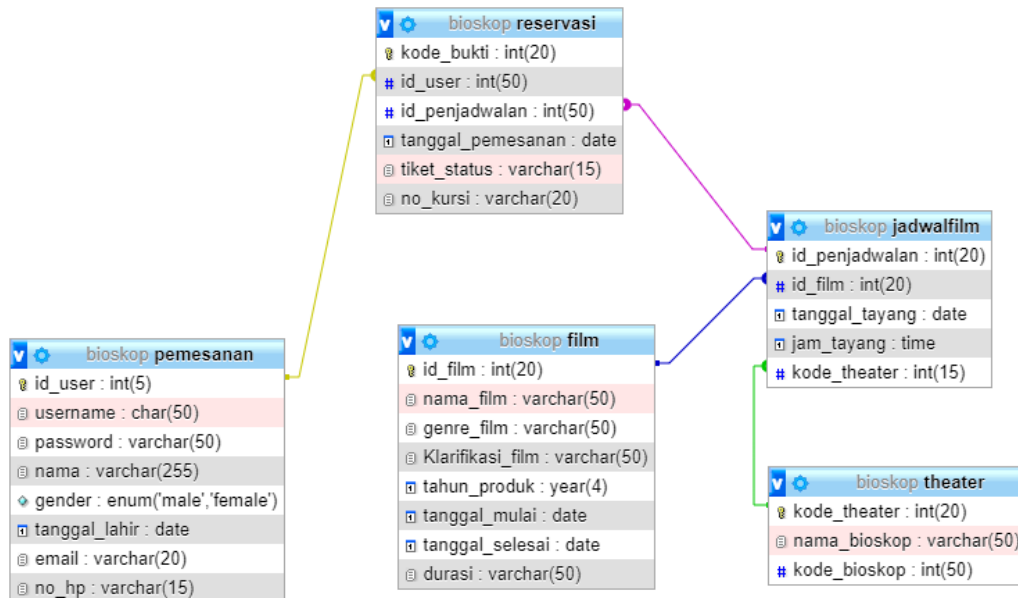 bioskop reservasi
kode_bukti : int(20)
id_user : int(50)
id_penjadwalan : int(50)
tanggal_pemesanan : date
tiket_status : varchar(15)
no_kursi : varchar(20)
bioskop jadwalfilm
id_penjadwalan : int(20)
id_film : int(20)
tanggal_tayang : date
jam_tayang : time
kode_theater : int(15)
bioskop pemesanan
id_user : int(5)
username : char(50)
password : varchar(50)
nama : varchar(255)
gender : enum('male','female')
tanggal_lahir : date
email : varchar(20)
no_hp : varchar(15)
bioskop film
id_film : int(20)
nama_film : varchar(50)
genre_film : varchar(50)
Klarifikasi_film : varchar(50)
tahun_produk : year(4)
tanggal_mulai : date
tanggal_selesai : date
durasi : varchar(50)
bioskop theater
kode_theater : int(20)
nama_bioskop : varchar(50)
kode_bioskop : int(50)